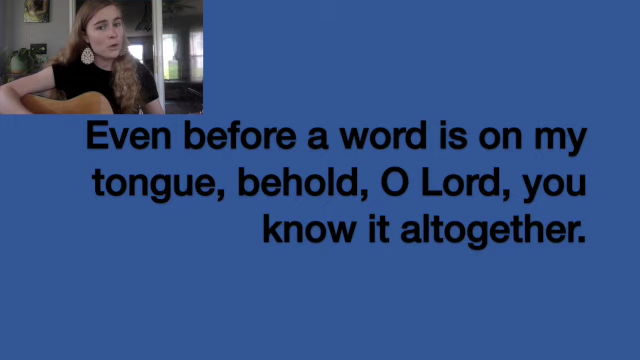 Even before a word is on my
tongue, behold, O Lord, you
know it altogether.